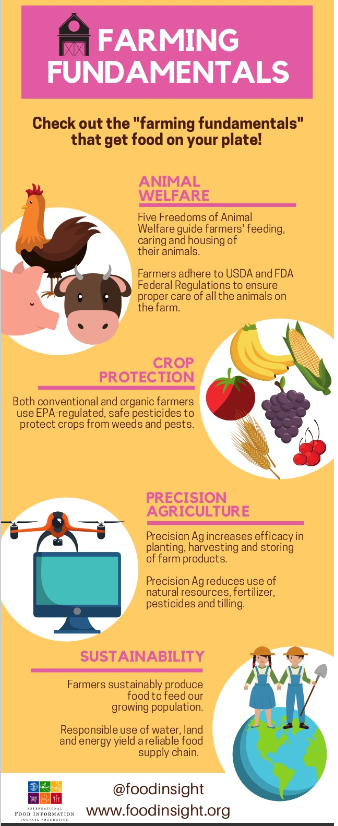 FARMING
FUNDAMENTALS
Check out the "farming fundamentals"
that get food on your plate!
ANIMAL
WELFARE
Five Freedoms of Animal
Welfare guide farmers' feeding,
caring and housing of
their animals.
Farmers adhere to USDA and FDA
Federal Regulations to ensure
proper care of all the animals on
the farm.
CROP
PROTECTION
Both conventional and organic farmers
use EPA-regulated, safe pesticides to
protect crops from weeds and pests.
PRECISION
AGRICULTURE
Precision Ag increases efficacy in
planting, harvesting and storing
of farm products.
Precision Ag reduces use of
natural resources, fertilizer,
pesticides and tilling.
SUSTAINABILITY
Farmers sustainably produce
food to feed our
growing population.
Responsible use of water, land
and energy yield a reliable food
supply chain.
INTERNATIONAL
FOOD INFORMATION
COUNCIL FOUNDATION
@foodinsight
www.foodinsight.org